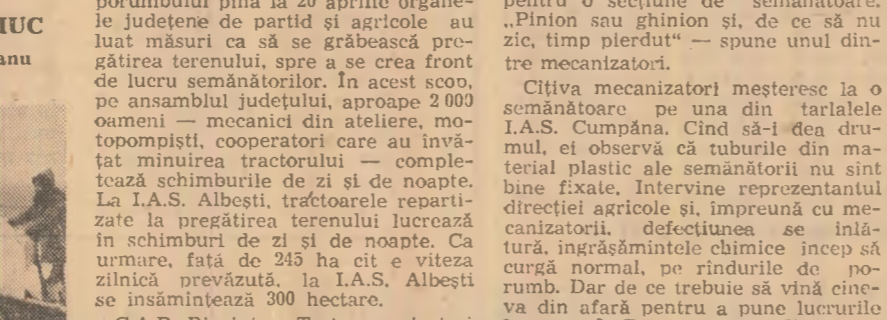 IUC
anu
porumbului pînă la 20 aprilie organe-
le județene de partid și agricole au
luat măsuri ca să se grăbească pre-
gătirea terenului, spre a se crea front
de lucru semănătorilor. În acest scop,
pe ansamblul județului, aproape 2 000
oameni — mecanici din ateliere, mo-
topompiști, cooperatori care au învă-
țat minuirea tractorului — comple-
tează schimburile de zi și de noapte.
La I.A.S. Albești, tractoarele reparti-
zate la pregătirea terenului lucrează
în schimburi de zi și de noapte. Ca
urmare, față de 245 ha cît e viteza
zilnică prevăzută, la I.A.S. Albești
se însămînțează 300 hectare.
pentru o secțiune de semănătoare.
„Pinion sau ghinion și, de ce să nu
zic, timp pierdut“ — spune unul din-
tre mecanizatori.
Cîțiva mecanizatori meșteresc la o
semănătoare pe una din tarlalele
I.A.S. Cumpăna. Cînd să-i dea dru-
mul, ei observă că tuburile din ma-
terial plastic ale semănătorii nu sînt
bine fixate. Intervine reprezentantul
direcției agricole și, împreună cu me-
canizatorii, defecțiunea se înlă-
tură, îngrășămintele chimice încep să
curgă normal, pe rîndurile de po-
rumb. Dar de ce trebuie să vină cine-
va din afară pentru a pune lucrurile